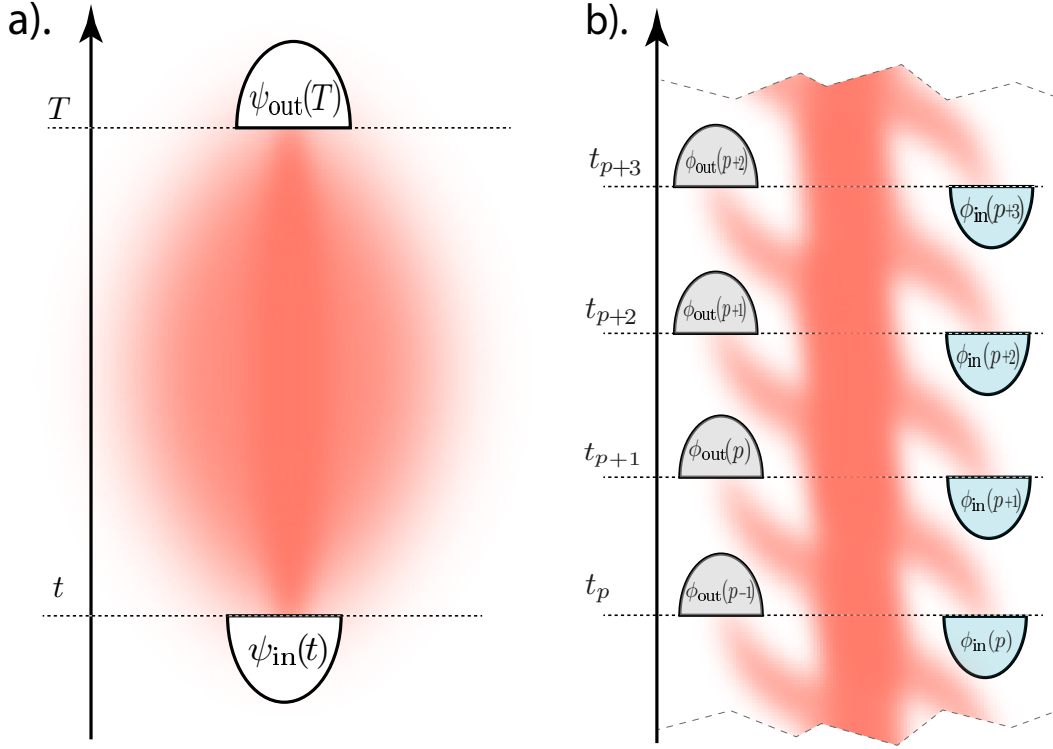 a).
ψout(T)
T
t
ψin(t)
b).
tp+3
ϕout(p+2)
ϕin(p+3)
tp+2
ϕout(p+1)
ϕin(p+2)
tp+1
ϕout(p)
ϕin(p+1)
tp
ϕout(p−1)
ϕin(p)